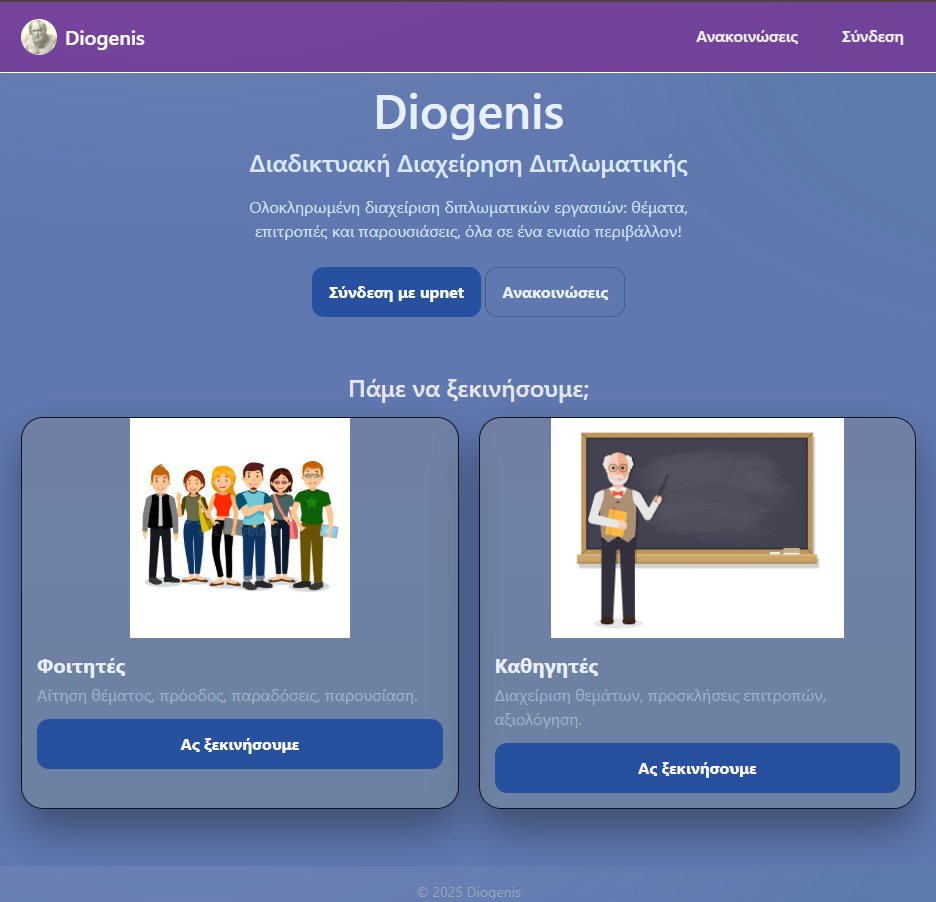 Diogenis
Ανακοινώσεις
Σύνδεση
Diogenis
Διαδικτυακή Διαχείρηση Διπλωματικής
Ολοκληρωμένη διαχείριση διπλωματικών εργασιών: θέματα,
επιτροπές και παρουσιάσεις, όλα σε ένα ενιαίο περιβάλλον!
Σύνδεση με upnet
Ανακοινώσεις
Πάμε να ξεκινήσουμε;
Φοιτητές
Αίτηση θέματος, πρόοδος, παραδόσεις, παρουσίαση.
Ας ξεκινήσουμε
Καθηγητές
Διαχείριση θεμάτων, προσκλήσεις επιτροπών,
αξιολόγηση.
Ας ξεκινήσουμε
© 2025 Diogenis